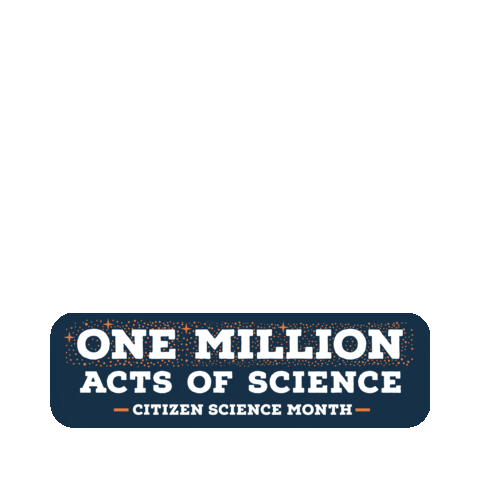 ONE MILLION
ACTS OF SCIENCE
CITIZEN SCIENCE MONTH